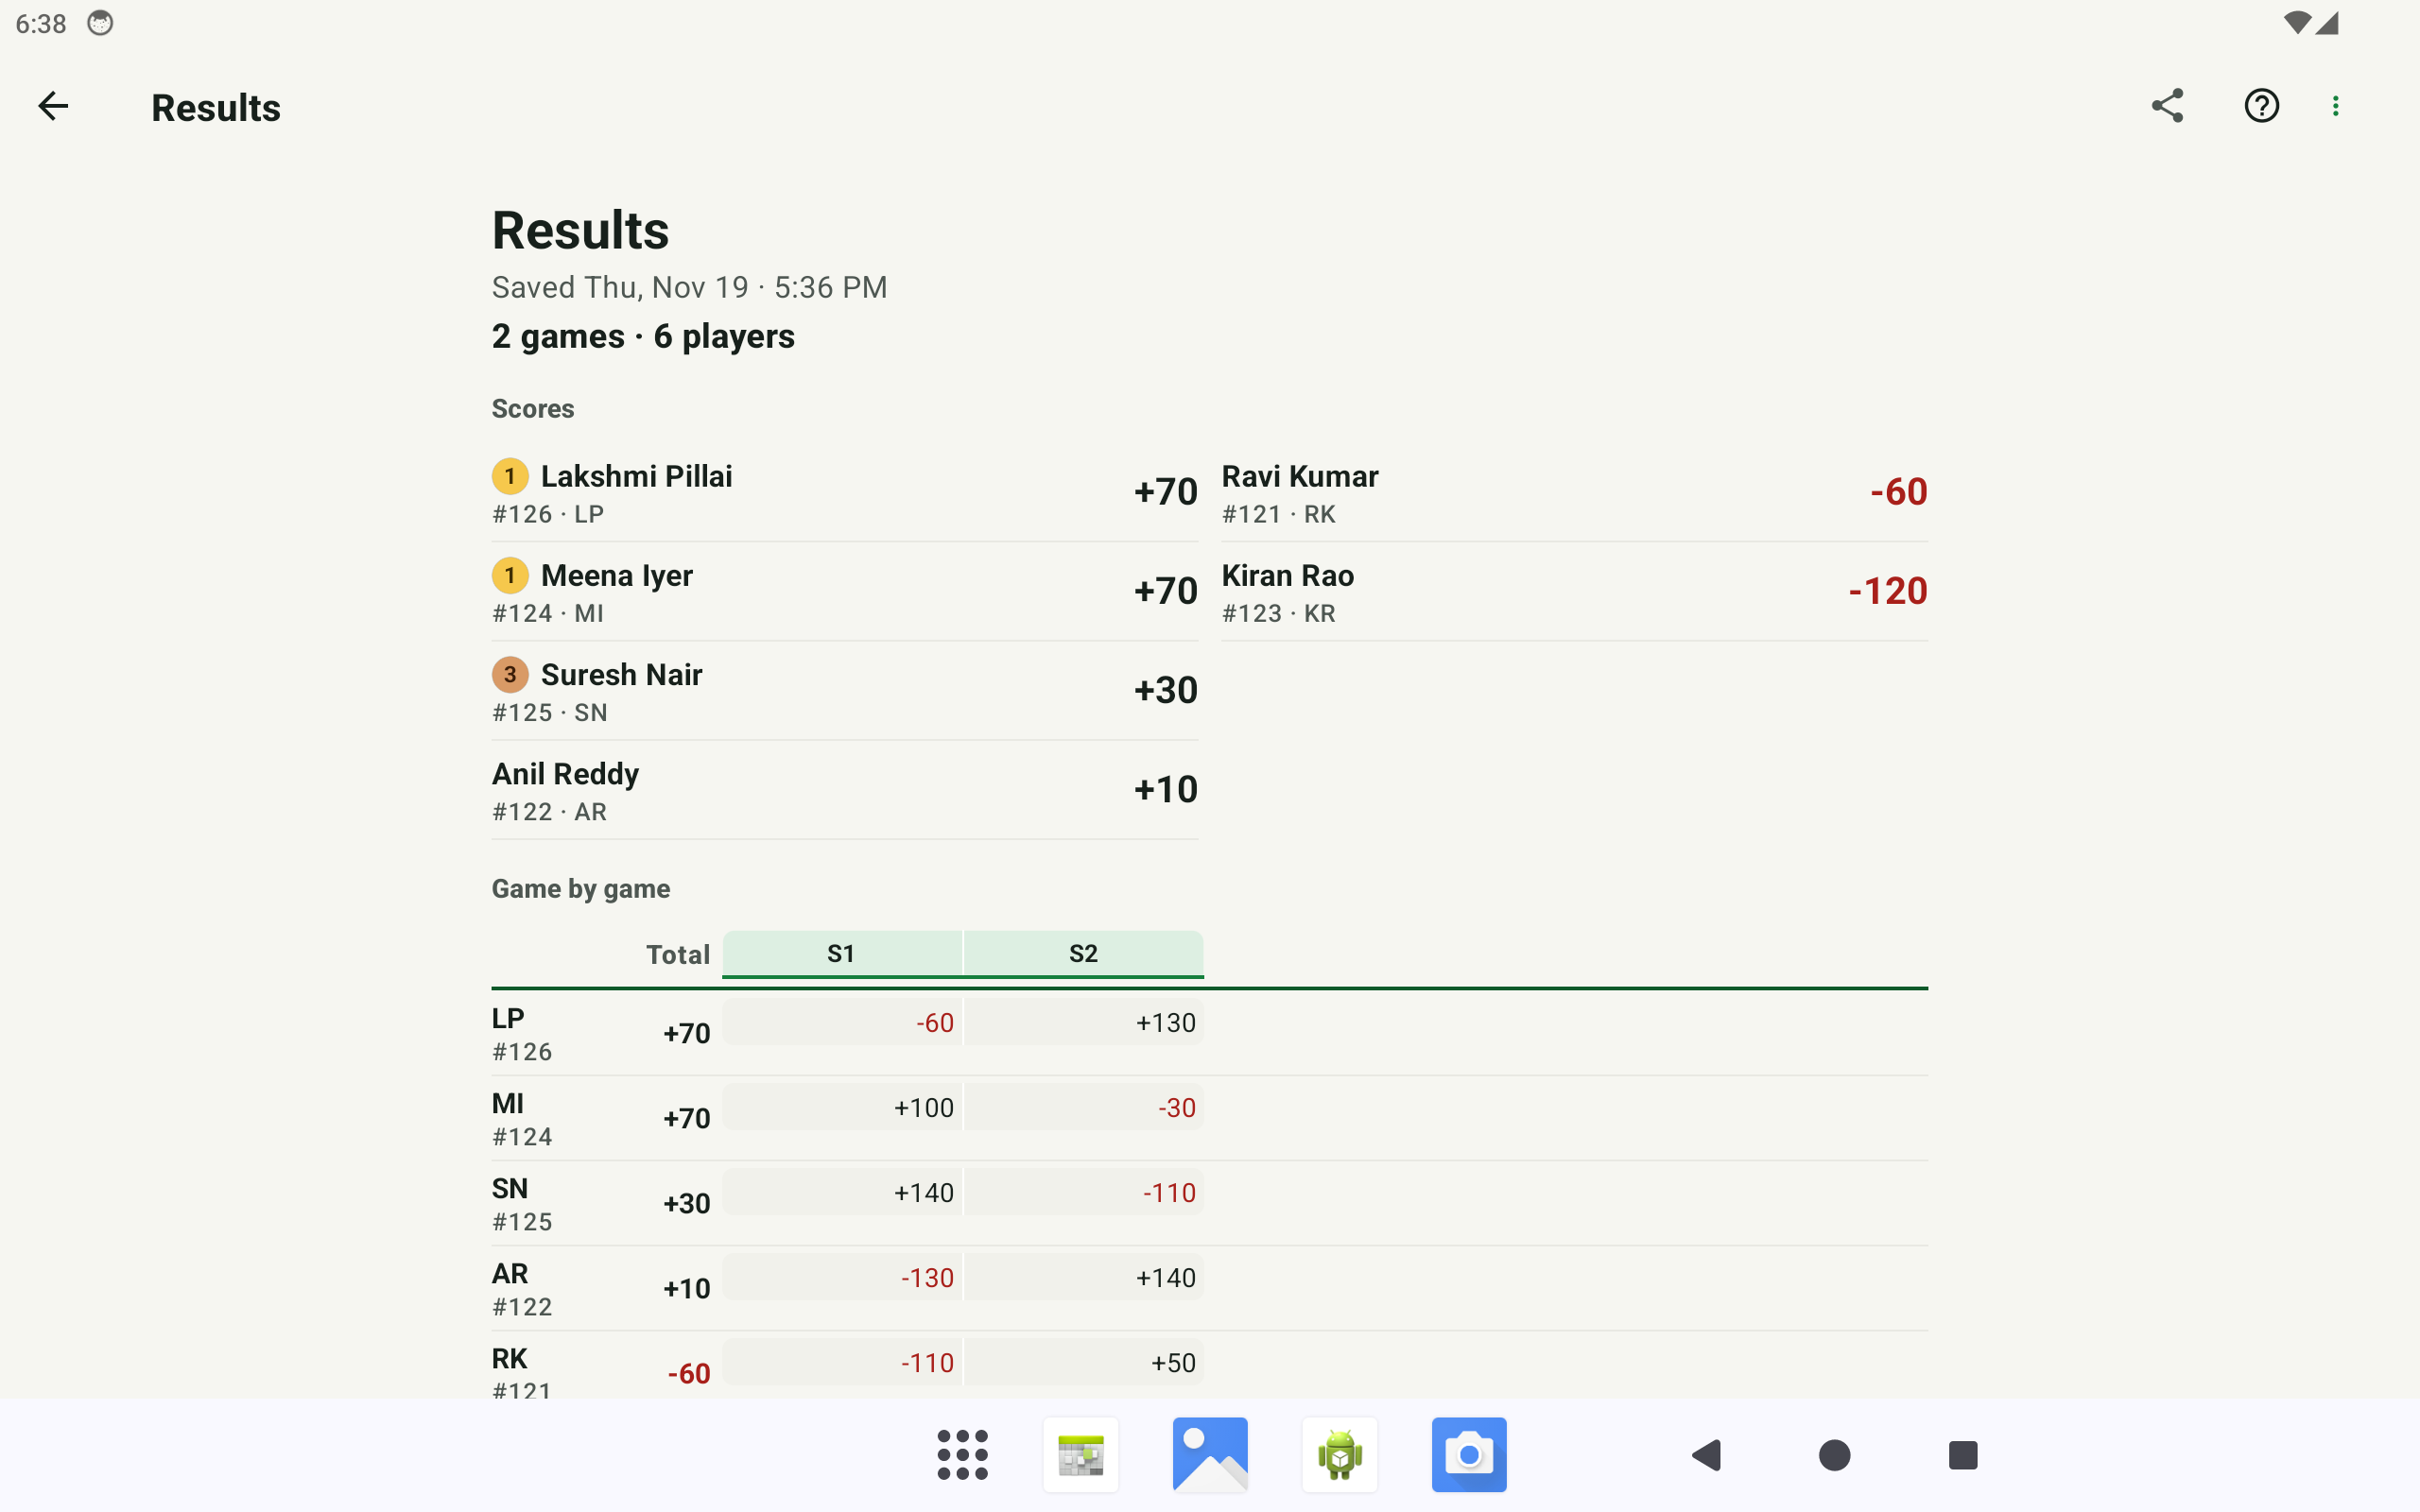 6:38
Results
Results
Saved Thu, Nov 19 · 5:36 PM
2 games · 6 players
Scores
1 Lakshmi Pillai
#126 · LP
+70
1 Meena Iyer
#124 · MI
+70
3 Suresh Nair
#125 · SN
+30
Anil Reddy
#122 · AR
+10
Ravi Kumar
#121 · RK
-60
Kiran Rao
#123 · KR
-120
Game by game
Total S1 S2
LP +70 -60 +130
#126
MI +70 +100 -30
#124
SN +30 +140 -110
#125
AR +10 -130 +140
#122
RK -60 -110 +50
#121